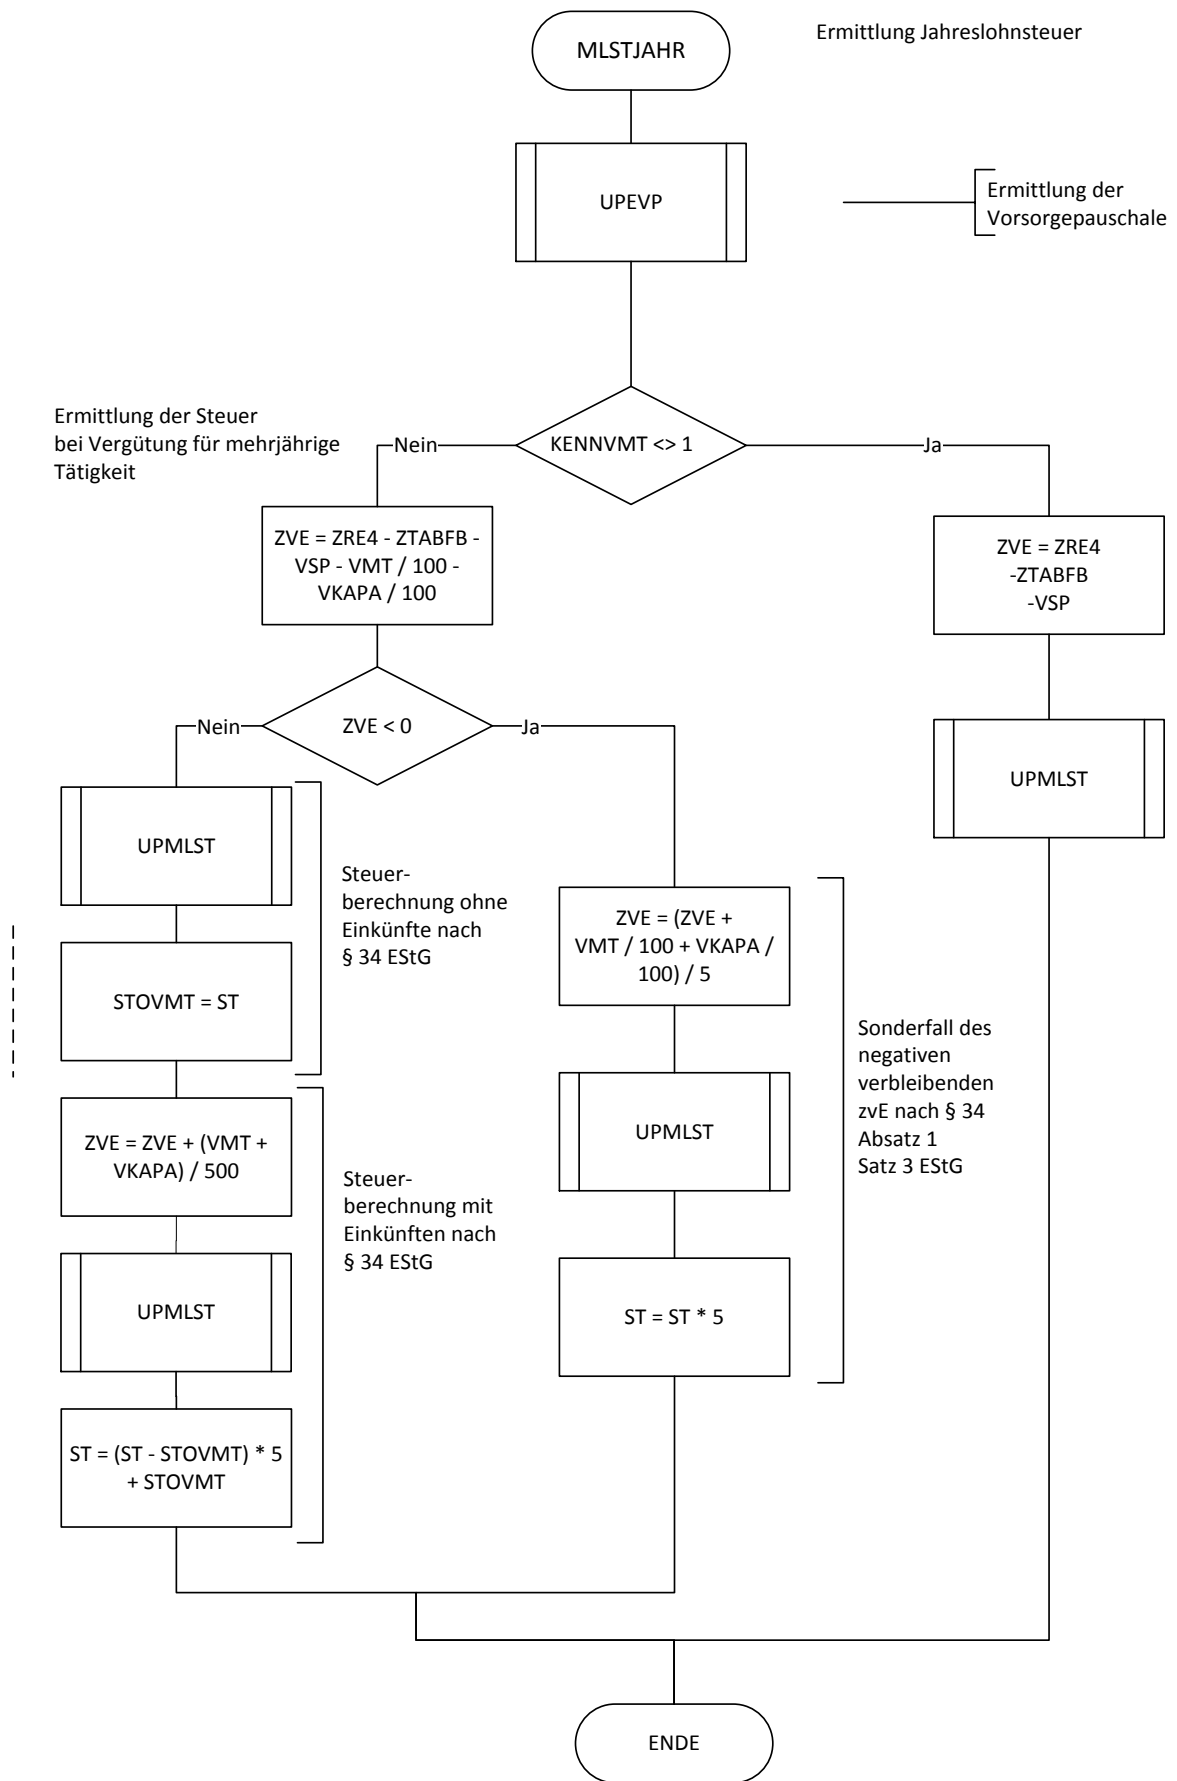 MLSTJAHR
Ermittlung Jahreslohnsteuer
UPEVP
Ermittlung der
Vorsorgepauschale
Ermittlung der Steuer
bei Vergütung für mehrjährige
Tätigkeit
Nein
KENNVMT <> 1
Ja
ZVE = ZRE4 - ZTABFB -
VSP - VMT / 100 -
VKAPA / 100
ZVE = ZRE4
-ZTABFB
-VSP
Nein
ZVE < 0
Ja
UPMLST
UPMLST
Steuer-
berechnung ohne
Einkünfte nach
§ 34 EStG
STOVMT = ST
ZVE = (ZVE +
VMT / 100 + VKAPA /
100) / 5
Sonderfall des
negativen
verbleibenden
zvE nach § 34
Absatz 1
Satz 3 EStG
ZVE = ZVE + (VMT +
VKAPA) / 500
UPMLST
Steuer-
berechnung mit
Einkünften nach
§ 34 EStG
UPMLST
ST = ST * 5
ST = (ST - STOVMT) * 5
+ STOVMT
ENDE